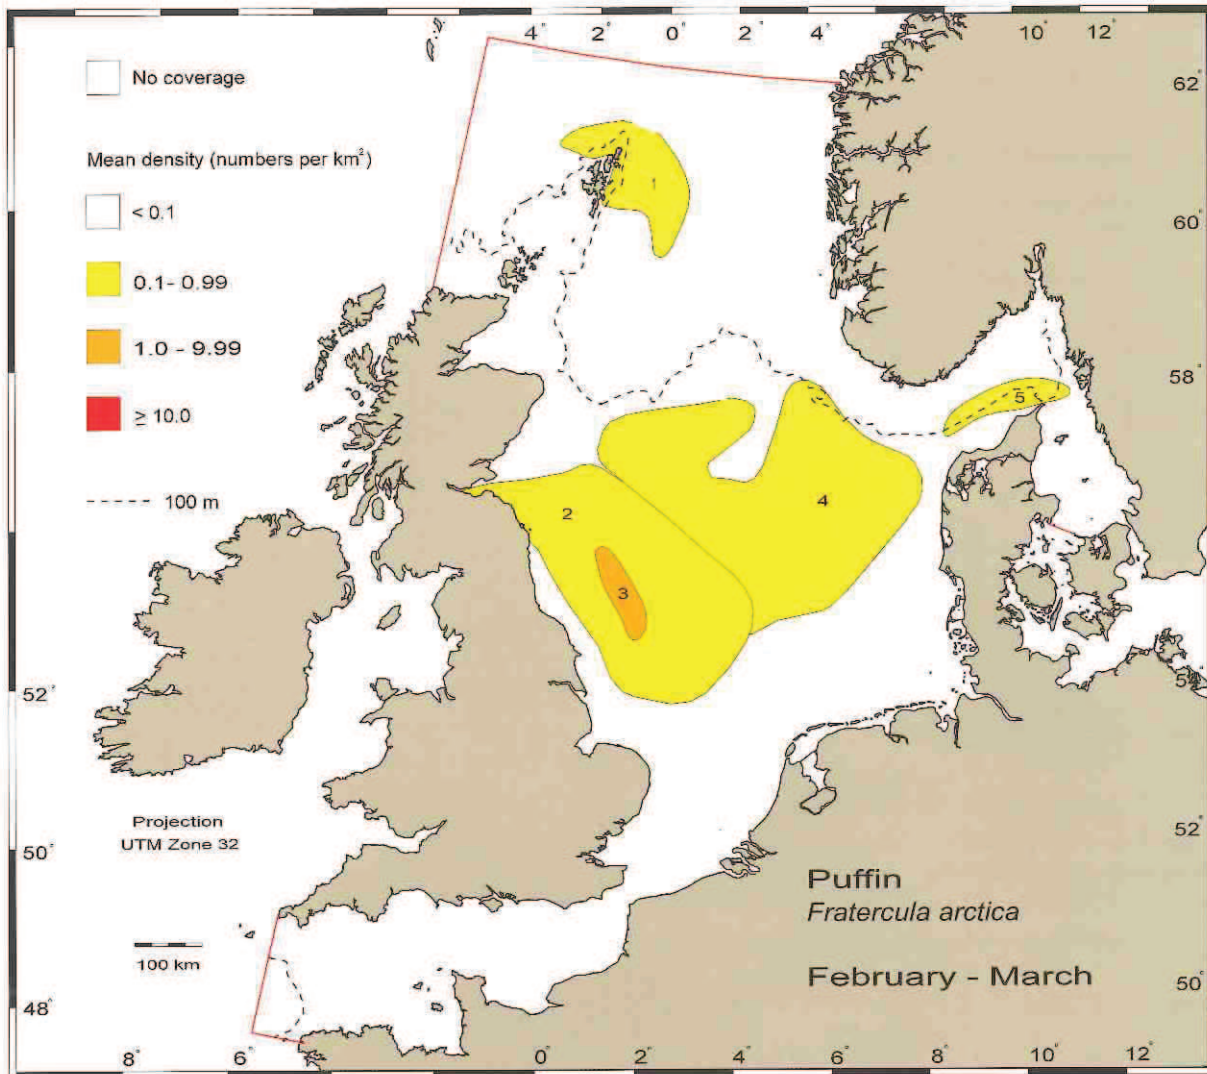 4° 2° 0° 2° 4° 10° 12°
No coverage
62°
Mean density (numbers per km²)
< 0.1
1
60°
0.1- 0.99
1.0 - 9.99
58°
5
≥ 10.0
100 m
4
2
3
52°
Projection
UTM Zone 32
52°
50°
Puffin
Fratercula arctica
100 km
February - March
50°
48°
6° 0° 2° 4° 6° 8° 10° 12°